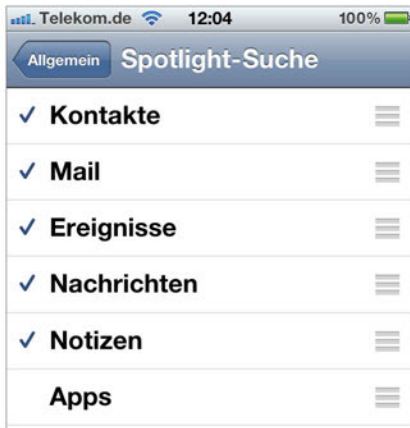 Telekom.de 12:04 100%
Allgemein Spotlight-Suche
✓ Kontakte
✓ Mail
✓ Ereignisse
✓ Nachrichten
✓ Notizen
Apps